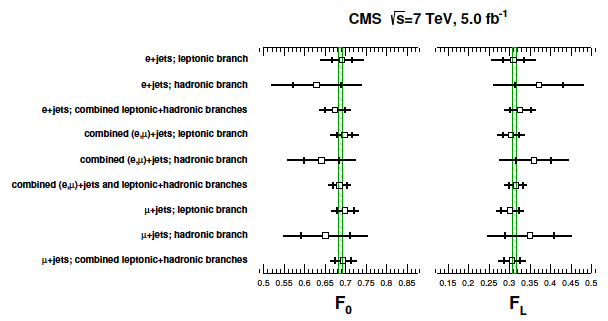 CMS √s=7 TeV, 5.0 fb⁻¹
e+jets; leptonic branch
e+jets; hadronic branch
e+jets; combined leptonic+hadronic branches
combined (e,μ)+jets; leptonic branch
combined (e,μ)+jets; hadronic branch
combined (e,μ)+jets and leptonic+hadronic branches
μ+jets; leptonic branch
μ+jets; hadronic branch
μ+jets; combined leptonic+hadronic branches
0.5 0.55 0.6 0.65 0.7 0.75 0.8 0.85
0.15 0.2 0.25 0.3 0.35 0.4 0.45 0.5
F₀
F_L